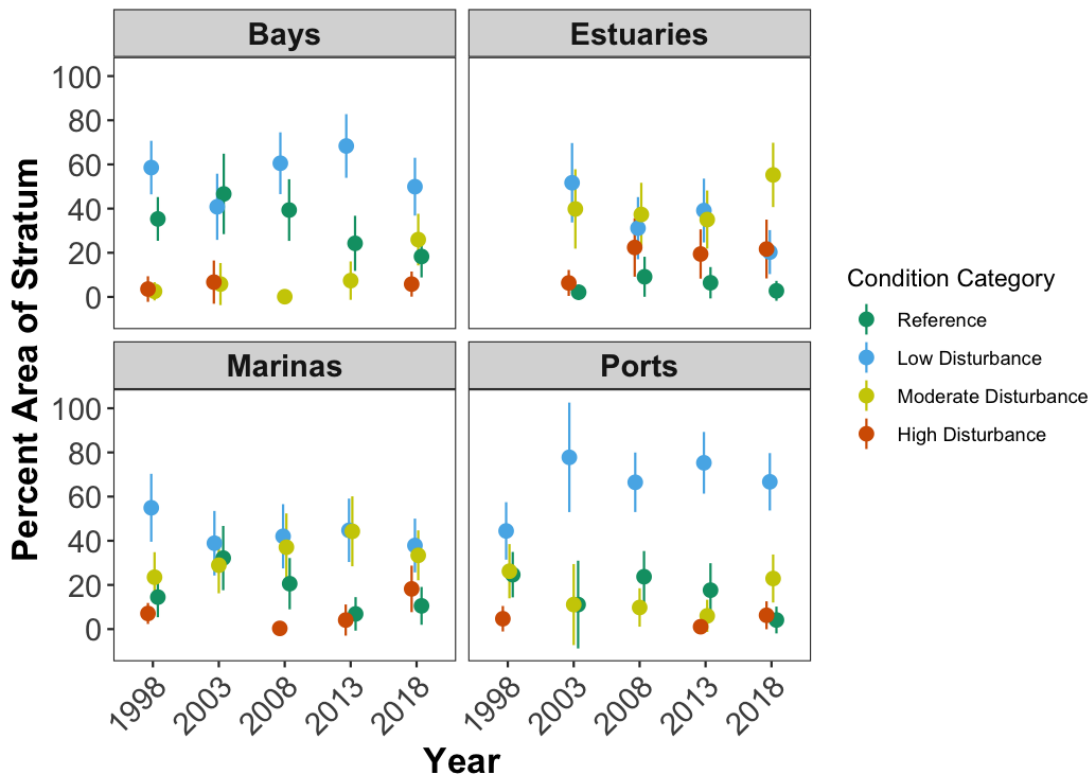 Bays
Estuaries
Percent Area of Stratum
100
80
60
40
20
0
Condition Category
Reference
Low Disturbance
Moderate Disturbance
High Disturbance
Marinas
Ports
100
80
60
40
20
0
1998 2003 2008 2013 2018
1998 2003 2008 2013 2018
Year